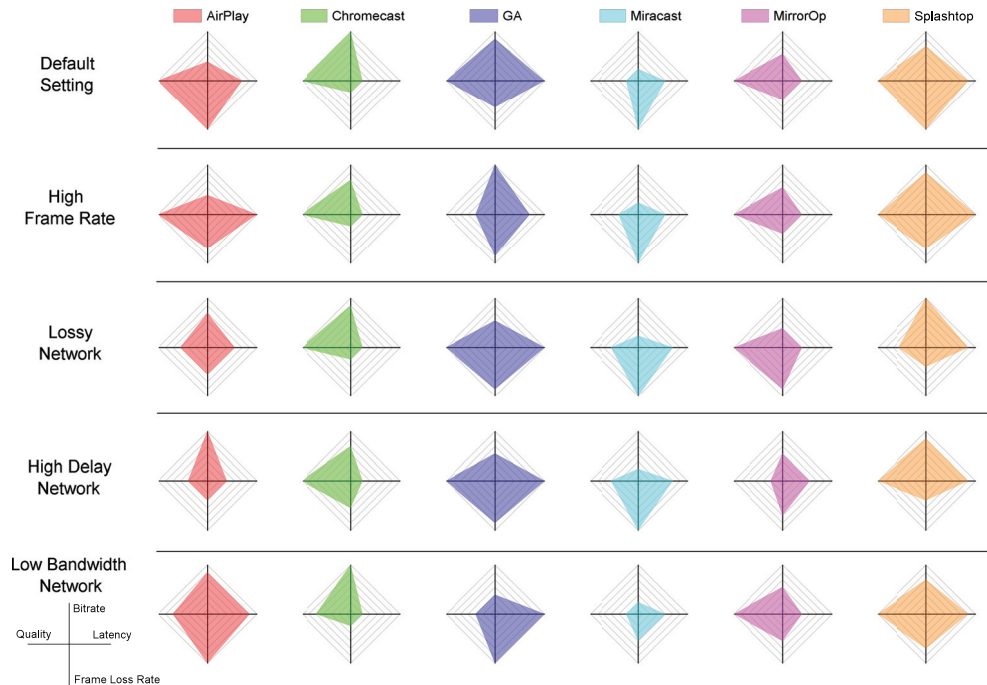 AirPlay Chromecast GA Miracast MirrorOp Splashtop
Default
Setting
High
Frame Rate
Lossy
Network
High Delay
Network
Low Bandwidth
Network
Bitrate
Quality Latency
Frame Loss Rate